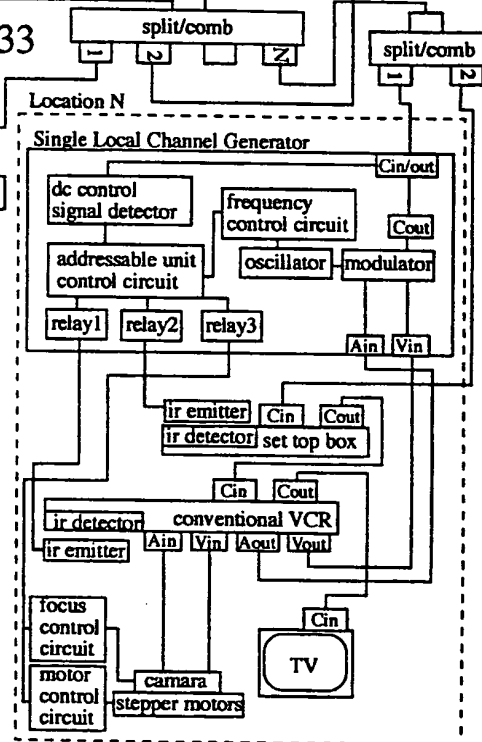 33
split/comb
1
2
N
split/comb
1
2
Location N
Single Local Channel Generator
Cin/out
dc control
signal detector
frequency
control circuit
Cout
addressable unit
control circuit
oscillator
modulator
relay1
relay2
relay3
Ain
Vin
ir emitter
Cin
Cout
ir detector
set top box
Cin
Cout
ir detector
conventional VCR
ir emitter
Ain
Vin
Aout
Vout
focus
control
circuit
Cin
TV
motor
control
circuit
camara
stepper motors